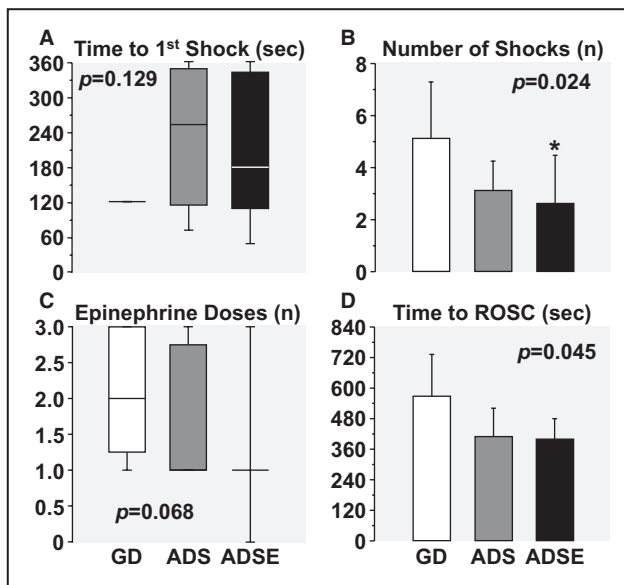 A
Time to 1st Shock (sec)
360
300
240
180
120
60
0
p=0.129
B
Number of Shocks (n)
8
6
4
2
0
p=0.024
*
C
Epinephrine Doses (n)
3.0
2.5
2.0
1.5
1.0
0.5
0
p=0.068
GD ADS ADSE
D
Time to ROSC (sec)
840
720
600
480
360
240
120
0
p=0.045
GD ADS ADSE